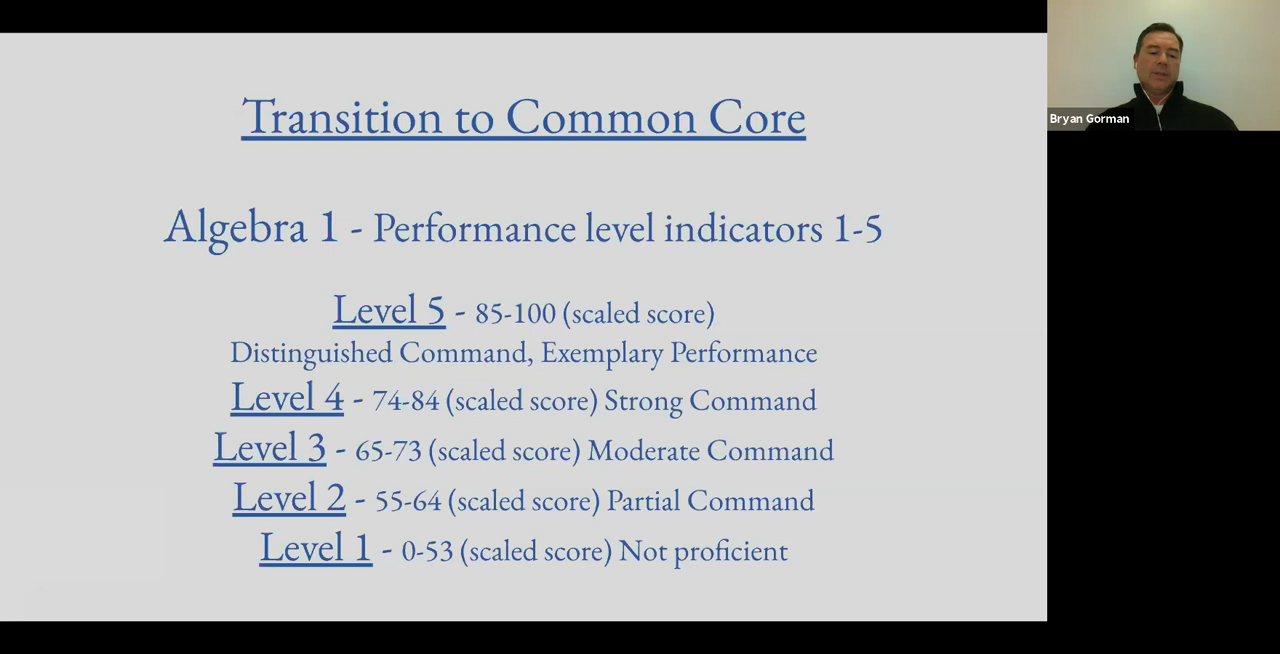 Transition to Common Core
Algebra 1 - Performance level indicators 1-5
Level 5 - 85-100 (scaled score)
Distinguished Command, Exemplary Performance
Level 4 - 74-84 (scaled score) Strong Command
Level 3 - 65-73 (scaled score) Moderate Command
Level 2 - 55-64 (scaled score) Partial Command
Level 1 - 0-53 (scaled score) Not proficient
Bryan Gorman